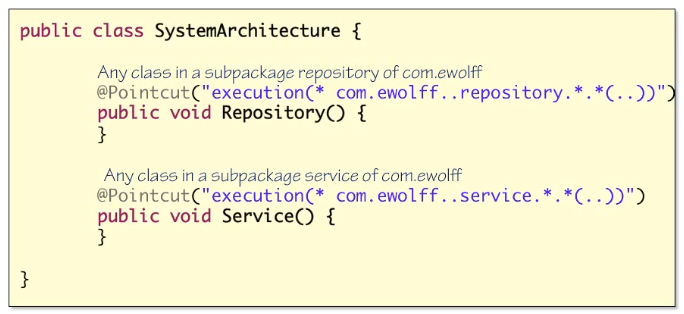 public class SystemArchitecture {
Any class in a subpackage repository of com.ewolff
@Pointcut("execution(* com.ewolff..repository.*.*(..))")
public void Repository() {
}
Any class in a subpackage service of com.ewolff
@Pointcut("execution(* com.ewolff..service.*.*(..))")
public void Service() {
}
}